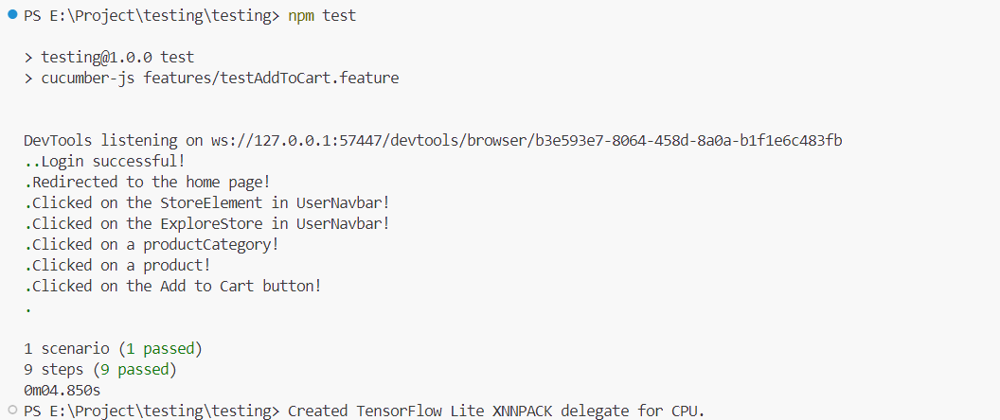 PS E:\Project\testing\testing> npm test
> testing@1.0.0 test
> cucumber-js features/testAddToCart.feature
DevTools listening on ws://127.0.0.1:57447/devtools/browser/b3e593e7-8064-458d-8a0a-b1f1e6c483fb
..Login successful!
.Redirected to the home page!
.Clicked on the StoreElement in UserNavbar!
.Clicked on the ExploreStore in UserNavbar!
.Clicked on a productCategory!
.Clicked on a product!
.Clicked on the Add to Cart button!
.
1 scenario (1 passed)
9 steps (9 passed)
0m04.850s
PS E:\Project\testing\testing> Created TensorFlow Lite XNNPACK delegate for CPU.